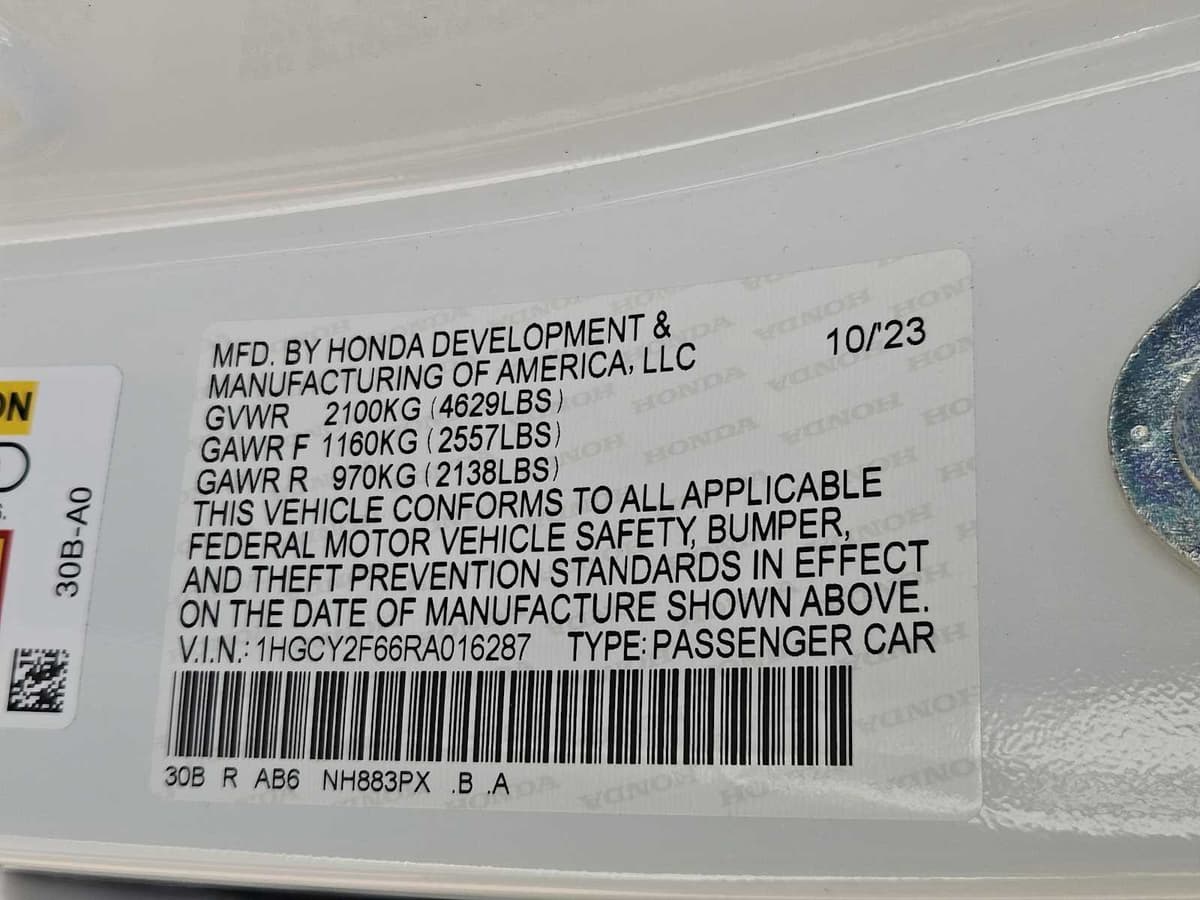 MFD. BY HONDA DEVELOPMENT &
MANUFACTURING OF AMERICA, LLC
10/'23
GVWR 2100KG (4629LBS)
GAWR F 1160KG (2557LBS)
GAWR R 970KG (2138LBS)
THIS VEHICLE CONFORMS TO ALL APPLICABLE
FEDERAL MOTOR VEHICLE SAFETY, BUMPER,
AND THEFT PREVENTION STANDARDS IN EFFECT
ON THE DATE OF MANUFACTURE SHOWN ABOVE.
V.I.N.: 1HGCY2F66RA016287 TYPE: PASSENGER CAR
30B R AB6 NH883PX .B .A
ON
30B-A0
HONDA